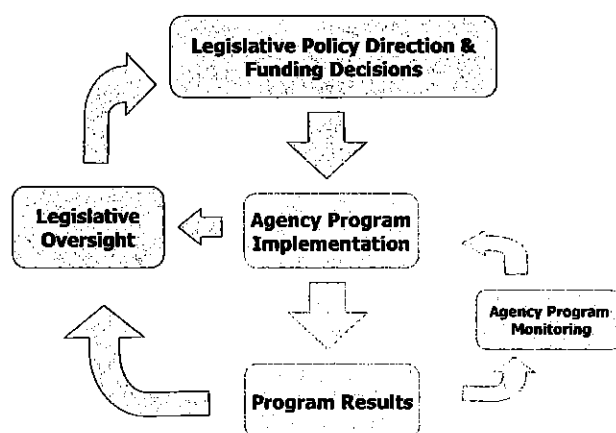 Legislative Policy Direction &
Funding Decisions
Legislative
Oversight
Agency Program
Implementation
Agency Program
Monitoring
Program Results